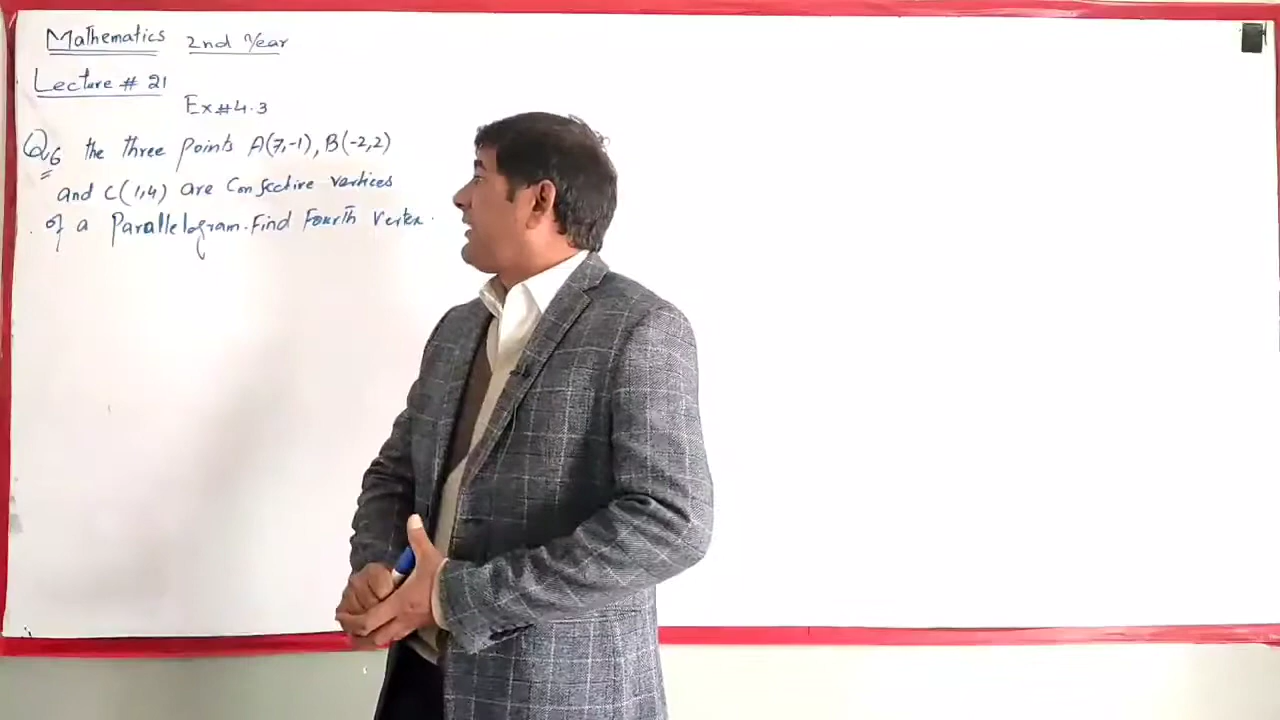 Mathematics 2nd Year
Lecture # 21
Ex#4.3
Q6 the three points A(7,-1), B(-2,2)
and C(1,4) are Consective vertices
of a Parallelogram. Find Fourth Vertex.